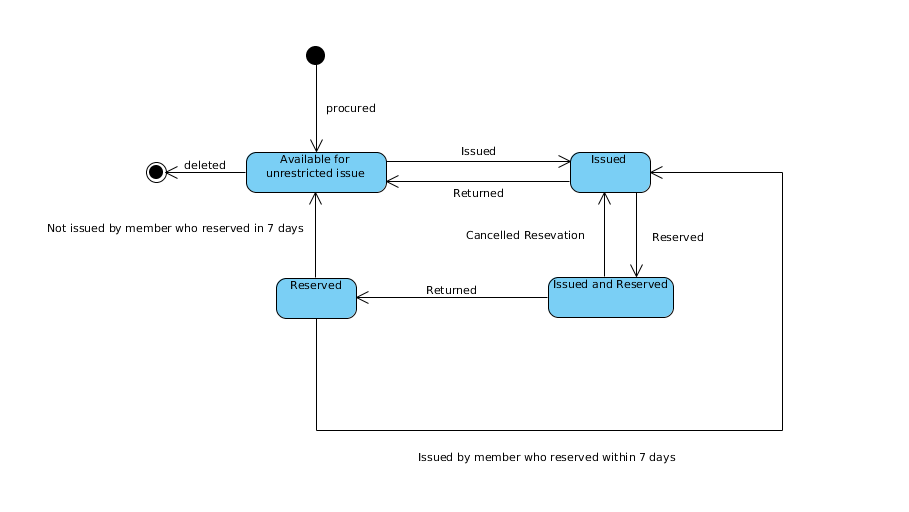 procured
Issued
Available for
unrestricted issue
Issued
deleted
Returned
Not issued by member who reserved in 7 days
Cancelled Resevation
Reserved
Reserved
Returned
Issued and Reserved
Issued by member who reserved within 7 days